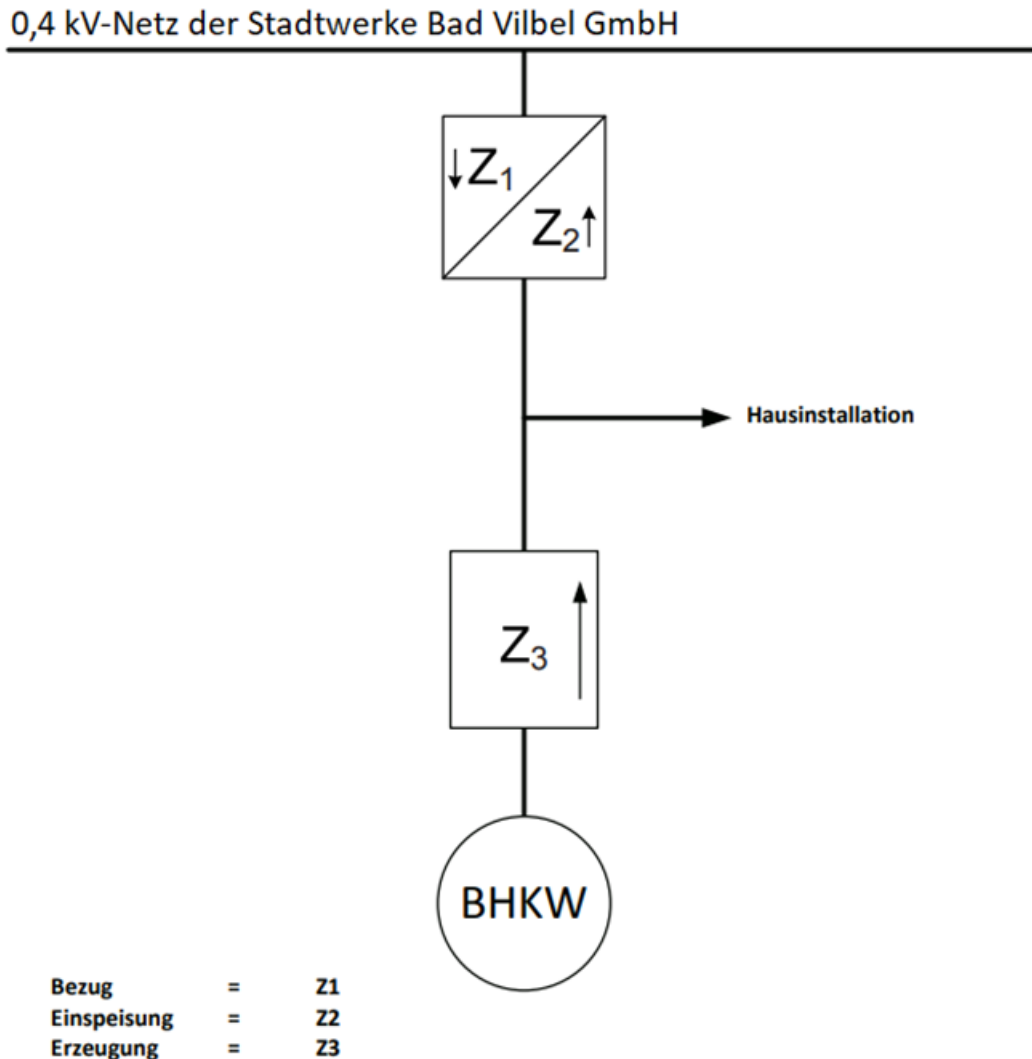 0,4 kV-Netz der Stadtwerke Bad Vilbel GmbH
Z1
Z2
Hausinstallation
Z3
BHKW
Bezug = Z1
Einspeisung = Z2
Erzeugung = Z3